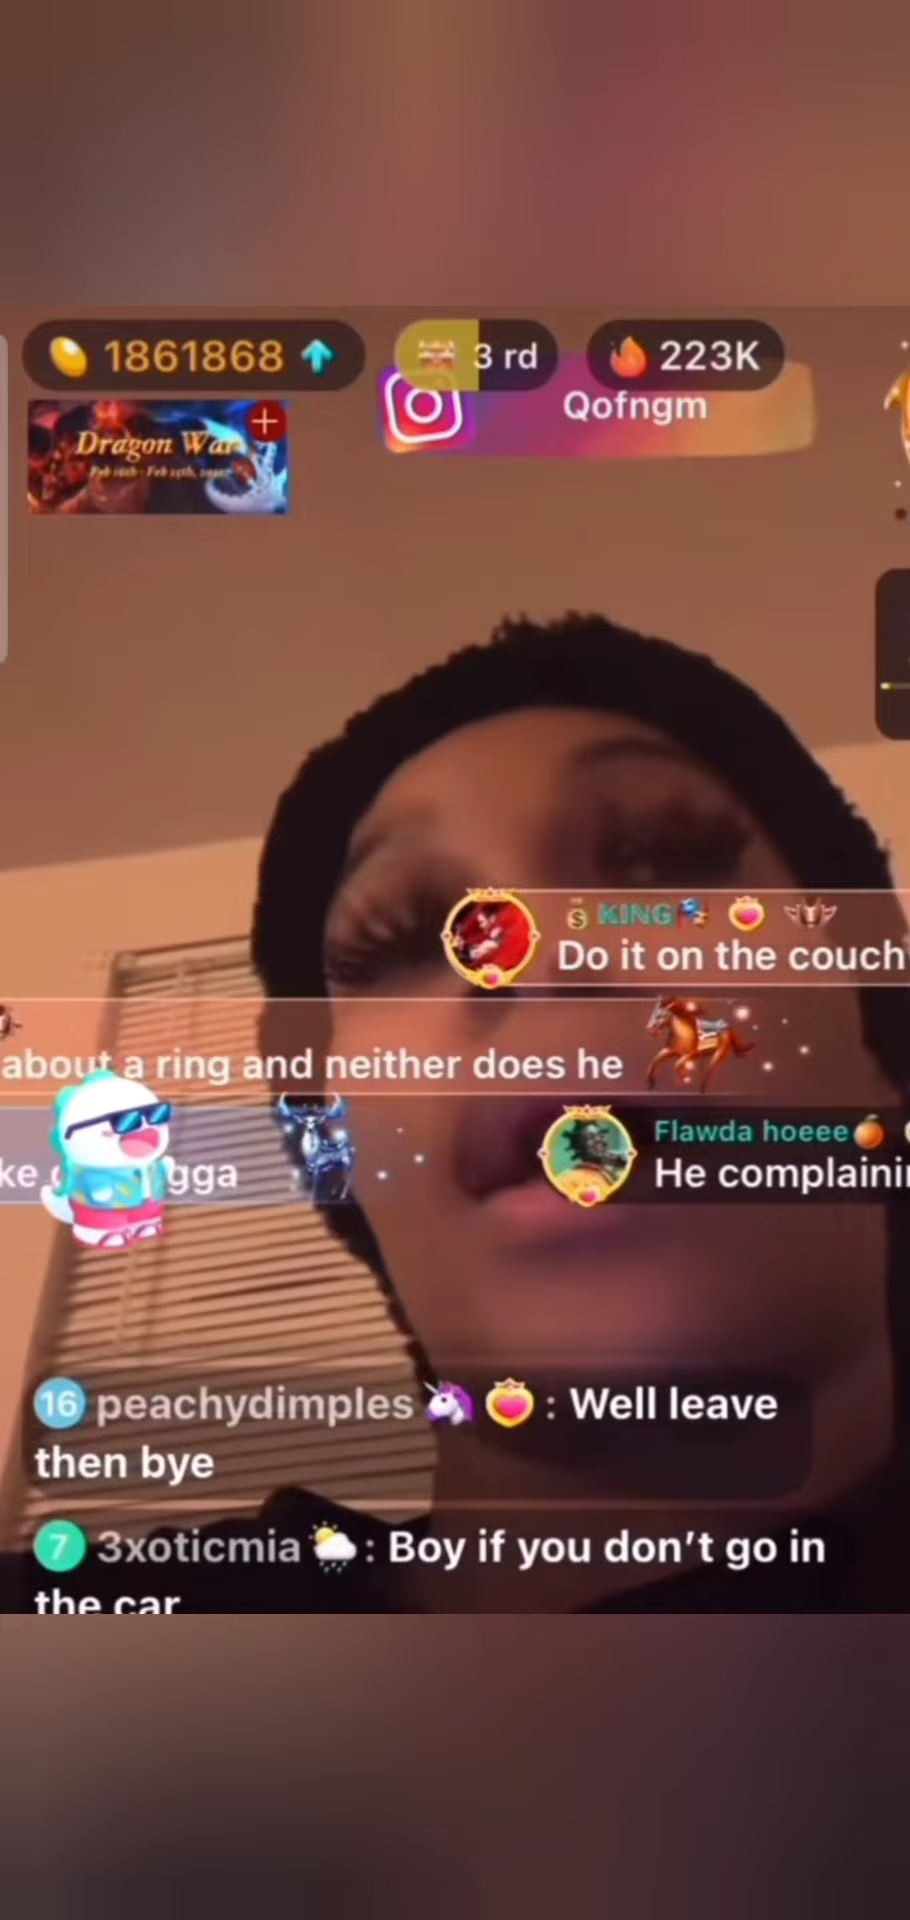 1861868
3 rd
223K
Qofngm
Dragon War
KING
Do it on the couch
about a ring and neither does he
Flawda hoeee
ke gga
He complainin
16 peachydimples : Well leave
then bye
7 3xoticmia : Boy if you don’t go in
the car